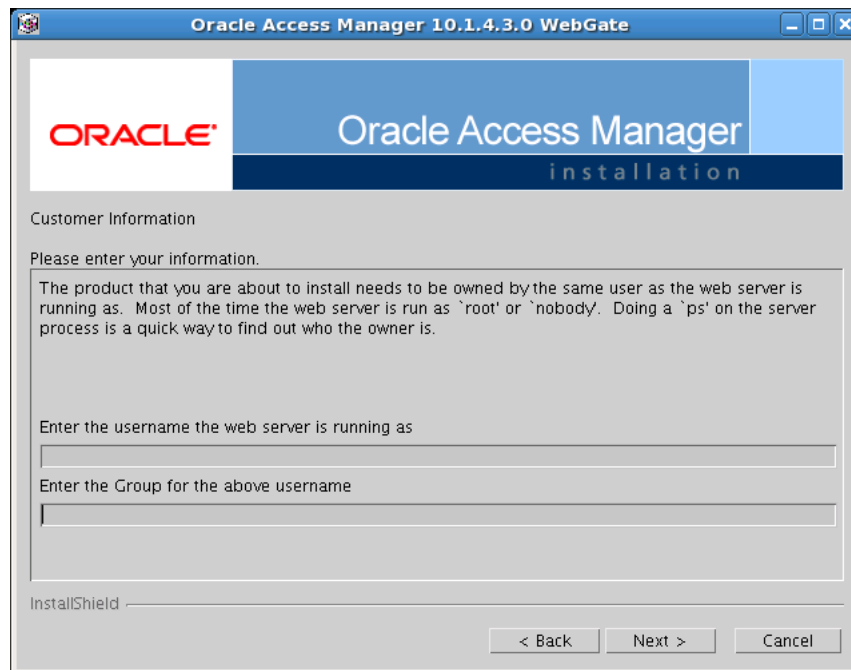 Oracle Access Manager 10.1.4.3.0 WebGate
ORACLE®
Oracle Access Manager
installation
Customer Information
Please enter your information.
The product that you are about to install needs to be owned by the same user as the web server is
running as. Most of the time the web server is run as `root' or `nobody'. Doing a `ps' on the server
process is a quick way to find out who the owner is.
Enter the username the web server is running as
Enter the Group for the above username
InstallShield
< Back
Next >
Cancel